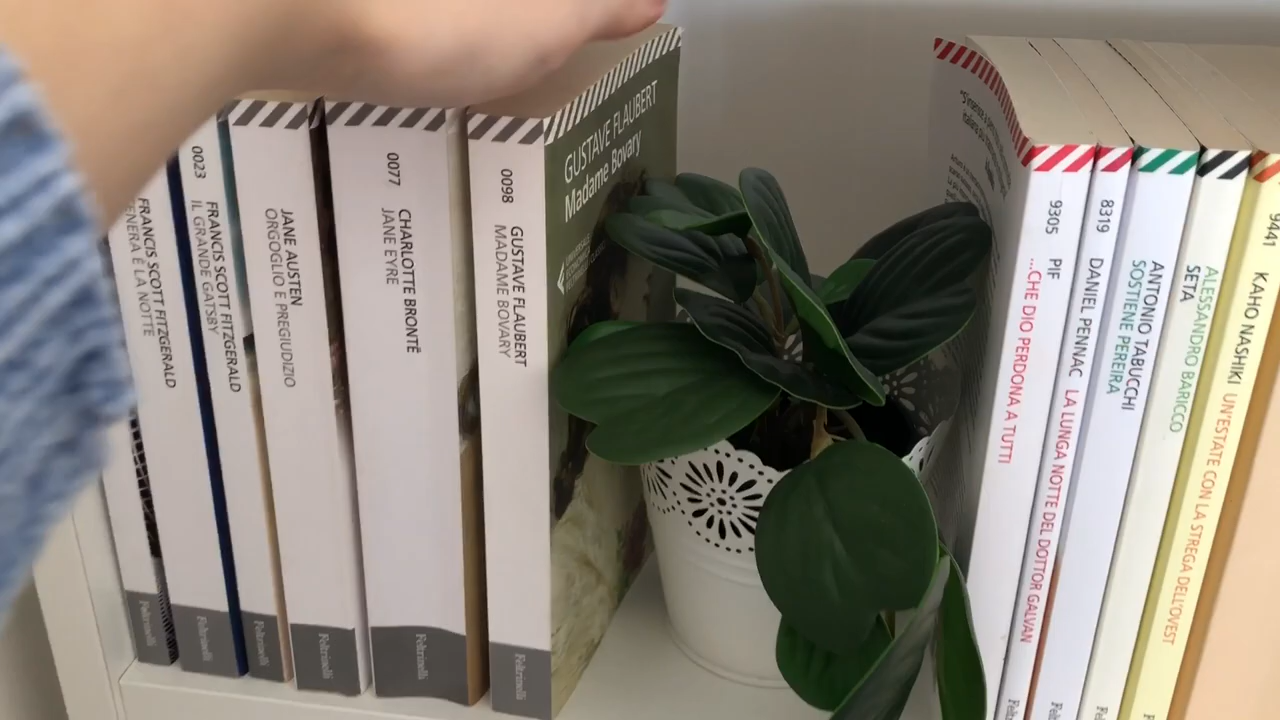 FRANCIS SCOTT FITZGERALD
TENERA È LA NOTTE
Feltrinelli
0023
FRANCIS SCOTT FITZGERALD
IL GRANDE GATSBY
Feltrinelli
Feltrinelli
JANE AUSTEN
ORGOGLIO E PREGIUDIZIO
Feltrinelli
0077
CHARLOTTE BRONTË
JANE EYRE
Feltrinelli
0098
GUSTAVE FLAUBERT
MADAME BOVARY
Feltrinelli
GUSTAVE FLAUBERT
Madame Bovary
9305
PIF
...CHE DIO PERDONA A TUTTI
8319
DANIEL PENNAC LA LUNGA NOTTE DEL DOTTOR GALVAN
ANTONIO TABUCCHI
SOSTIENE PEREIRA
ALESSANDRO BARICCO
SETA
9441
KAHO NASHIKI UN'ESTATE CON LA STREGA DELL'OVEST